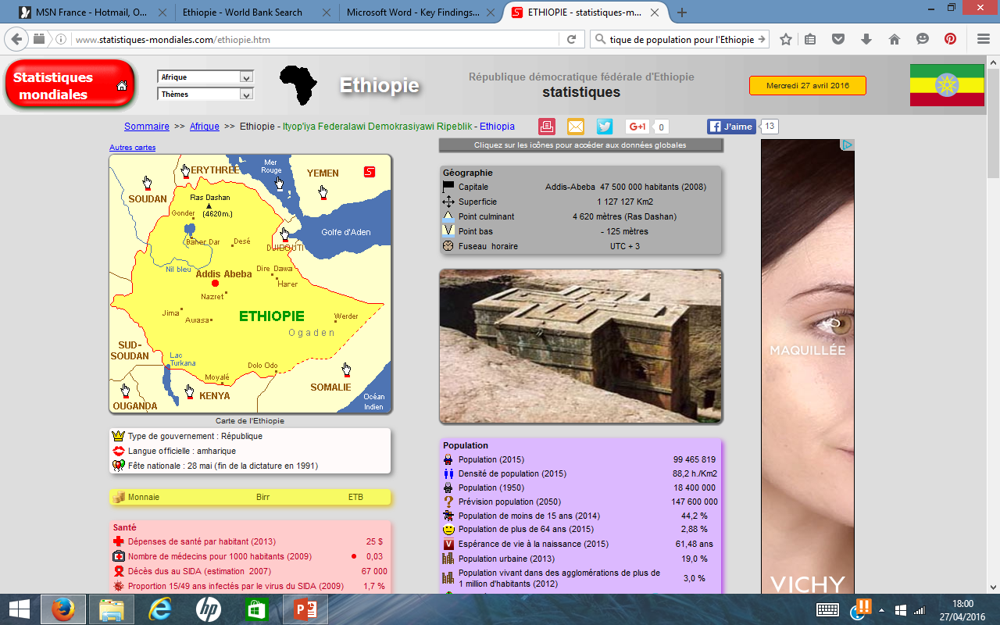 MSN France - Hotmail, O...
Ethiopie - World Bank Search
Microsoft Word - Key Findings...
ETHIOPIE - statistiques-m...
www.statistiques-mondiales.com/ethiopie.htm
tique de population pour l'Ethiopie
Statistiques
mondiales
Afrique
Thèmes
Ethiopie
République démocratique fédérale d'Ethiopie
statistiques
Mercredi 27 avril 2016
Sommaire >> Afrique >> Ethiopie - Ityop'iya Federalawi Demokrasiyawi Ripeblik - Ethiopia
G+1 0
J'aime 13
Autres cartes
Mer
Rouge
ERYTHREE
YEMEN
SOUDAN
Ras Dashan
(4620m.)
Gonder
Golfe d'Aden
Baher Dar
Desé
DJIBOUTI
Nil bleu
Addis Abeba
Dire Dawa
Harer
Nazret
Jima
Awasa
ETHIOPIE
Werder
Ogaden
SUD-
SOUDAN
Lac
Turkana
Dolo Odo
Moyalé
SOMALIE
KENYA
OUGANDA
Océan
Indien
Carte de l'Ethiopie
Type de gouvernement : République
Langue officielle : amharique
Fête nationale : 28 mai (fin de la dictature en 1991)
Monnaie Birr ETB
Santé
Dépenses de santé par habitant (2013) 25 $
Nombre de médecins pour 1000 habitants (2009) 0,03
Décès dus au SIDA (estimation 2007) 67 000
Proportion 15/49 ans infectés par le virus du SIDA (2009) 1,7 %
Cliquez sur les icônes pour accéder aux données globales
Géographie
Capitale Addis-Abeba 47 500 000 habitants (2008)
Superficie 1 127 127 Km2
Point culminant 4 620 mètres (Ras Dashan)
Point bas - 125 mètres
Fuseau horaire UTC + 3
Population
Population (2015) 99 465 819
Densité de population (2015) 88,2 h./Km2
Population (1950) 18 400 000
Prévision population (2050) 147 600 000
Population de moins de 15 ans (2014) 44,2 %
Population de plus de 64 ans (2015) 2,88 %
Espérance de vie à la naissance (2015) 61,48 ans
Population urbaine (2013) 19,0 %
Population vivant dans des agglomérations de plus de
1 million d'habitants (2012) 3,0 %
MAQUILLÉE
VICHY
hp
18:00
27/04/2016